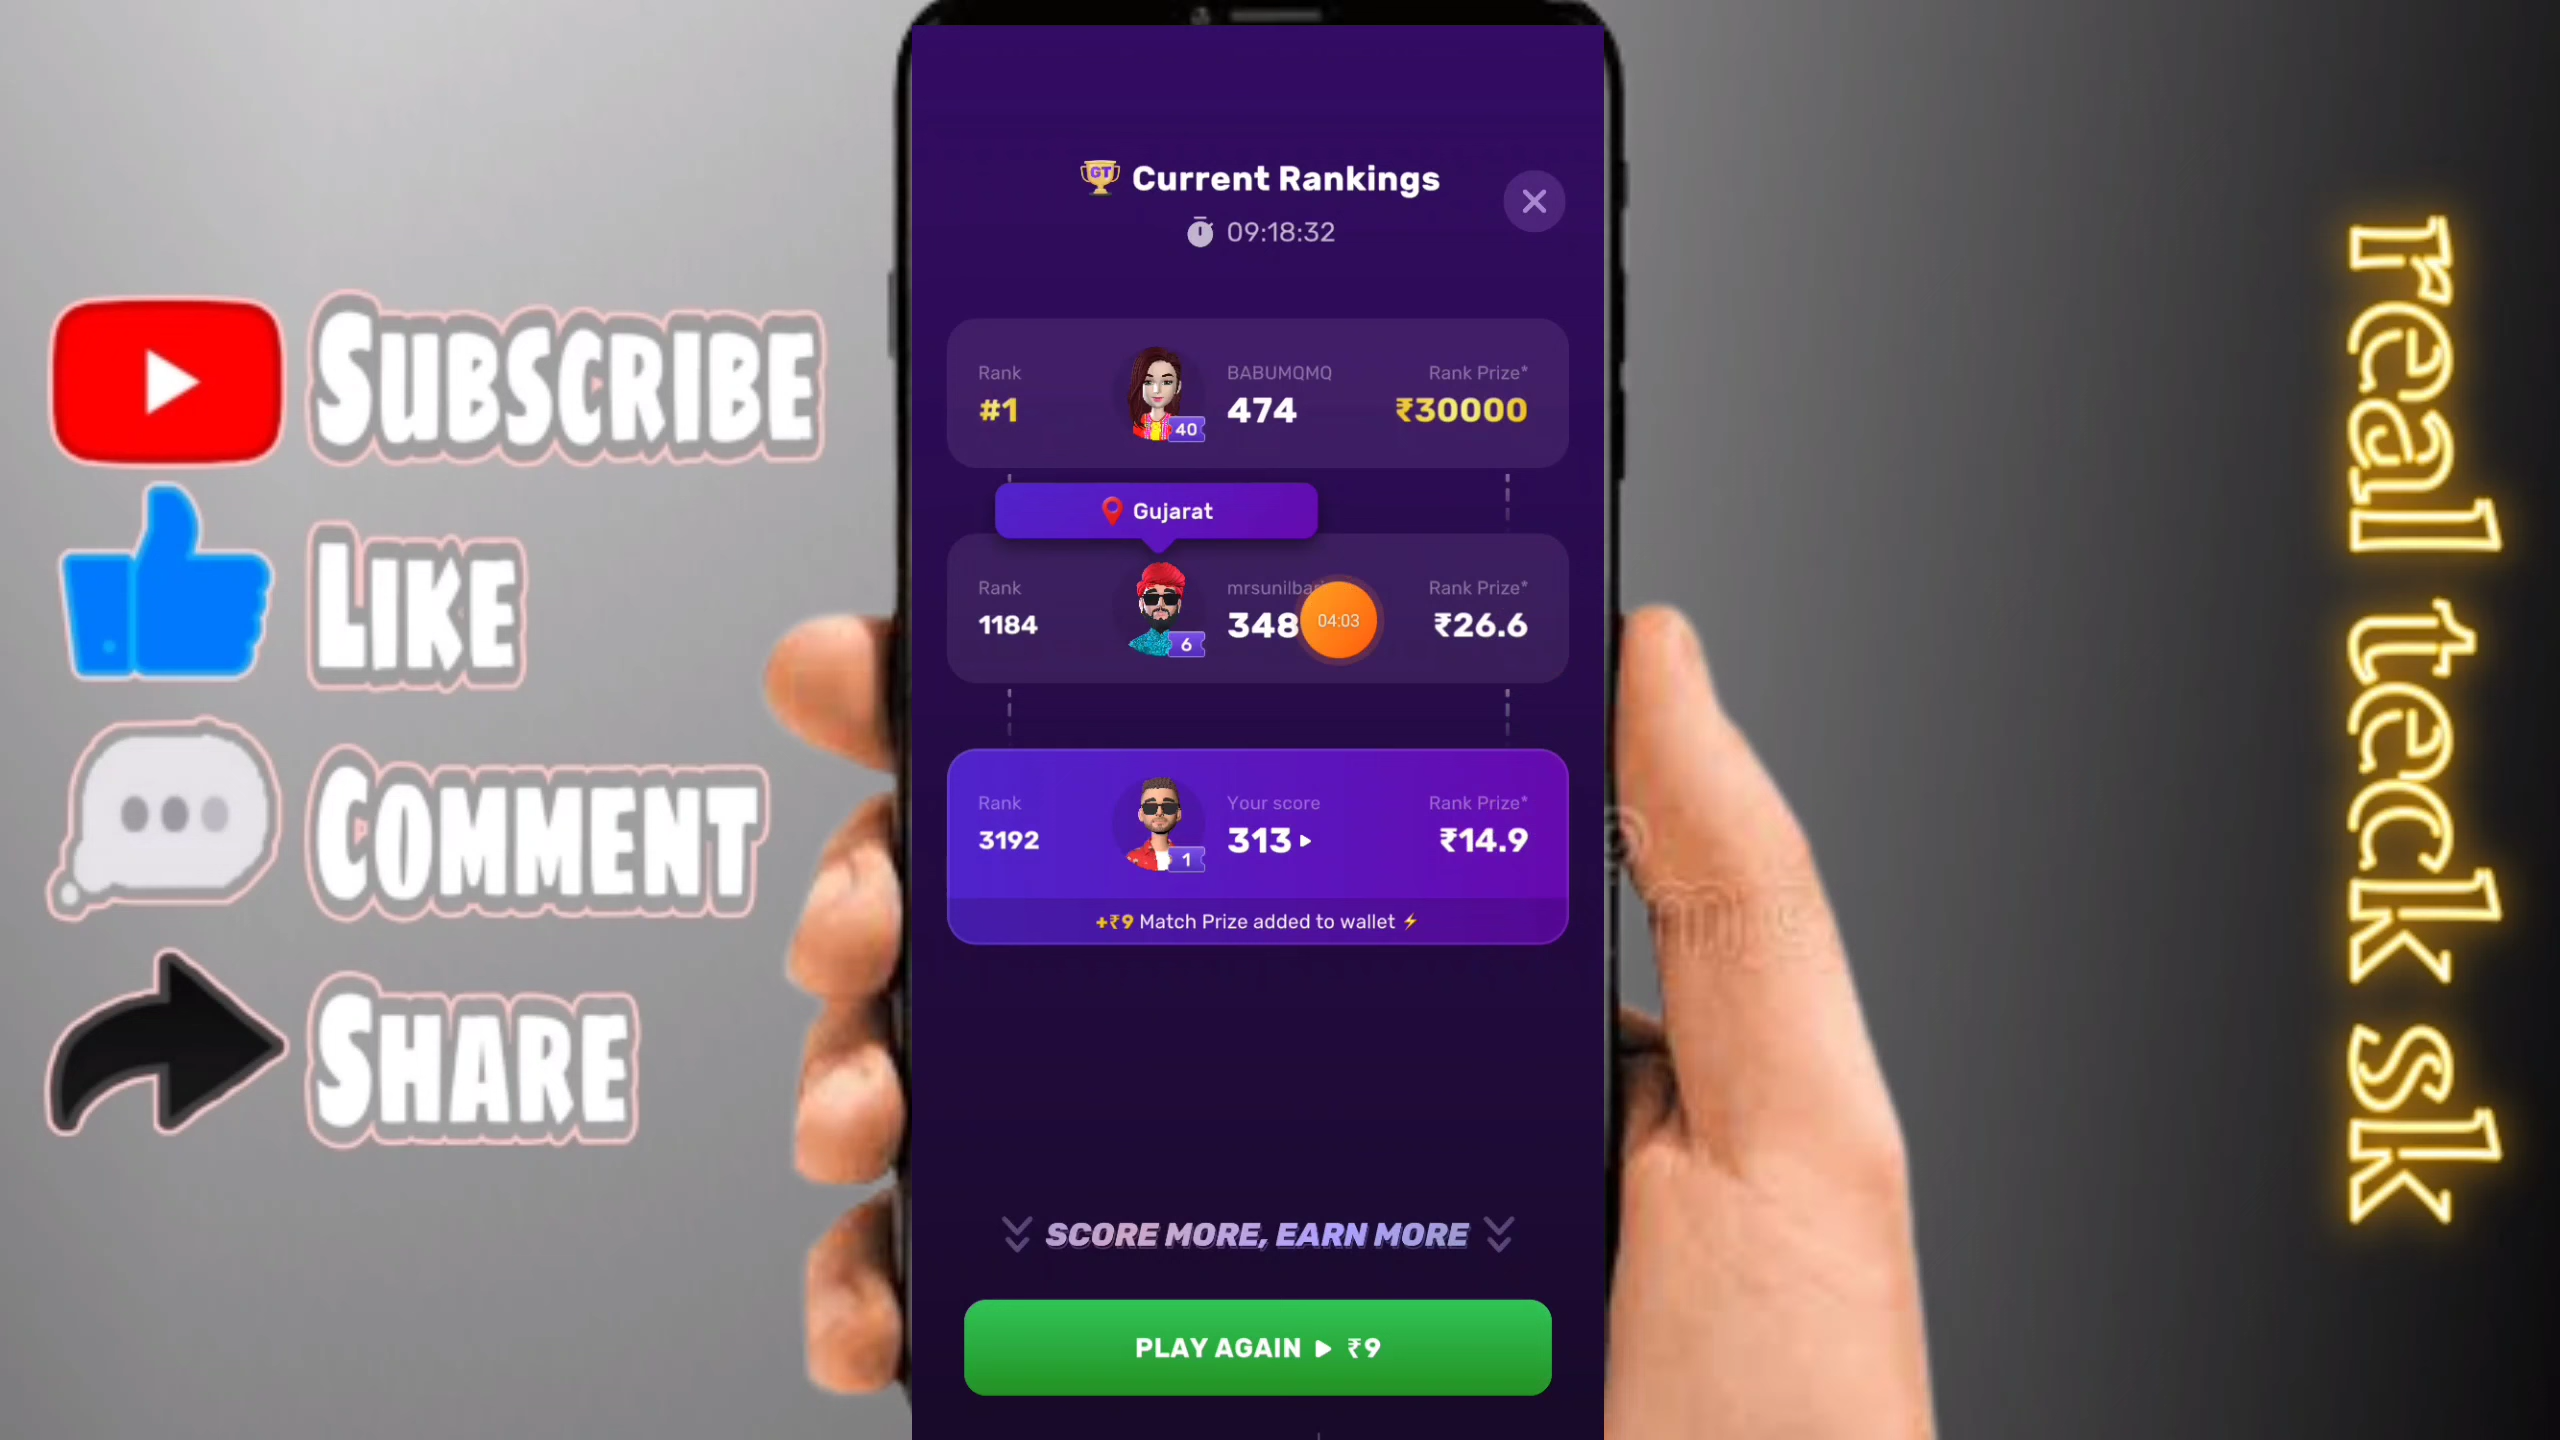 SUBSCRIBE
LIKE
COMMENT
SHARE
GT Current Rankings
09:18:32
Rank
#1
40
BABUMQMQ
474
Rank Prize*
₹30000
Gujarat
Rank
1184
6
348
04:03
Rank Prize*
₹26.6
Rank
3192
1
Your score
313
Rank Prize*
₹14.9
+₹9 Match Prize added to wallet
SCORE MORE, EARN MORE
PLAY AGAIN ₹9
real teck sk